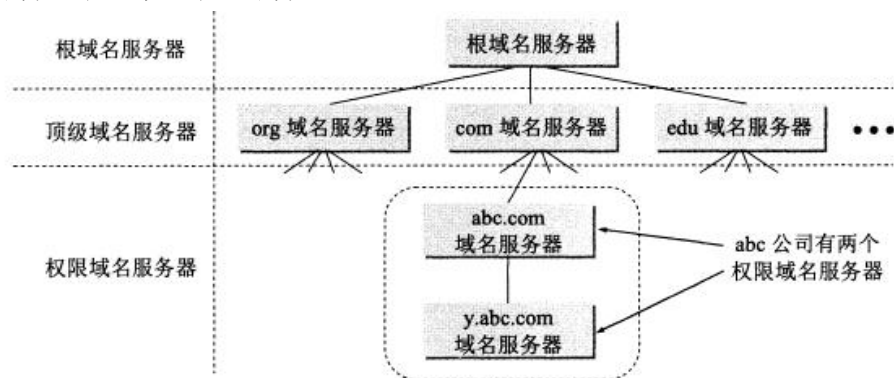 根域名服务器
根域名服务器
顶级域名服务器
org 域名服务器
com 域名服务器
edu 域名服务器
•••
权限域名服务器
abc.com
域名服务器
abc 公司有两个
权限域名服务器
y.abc.com
域名服务器